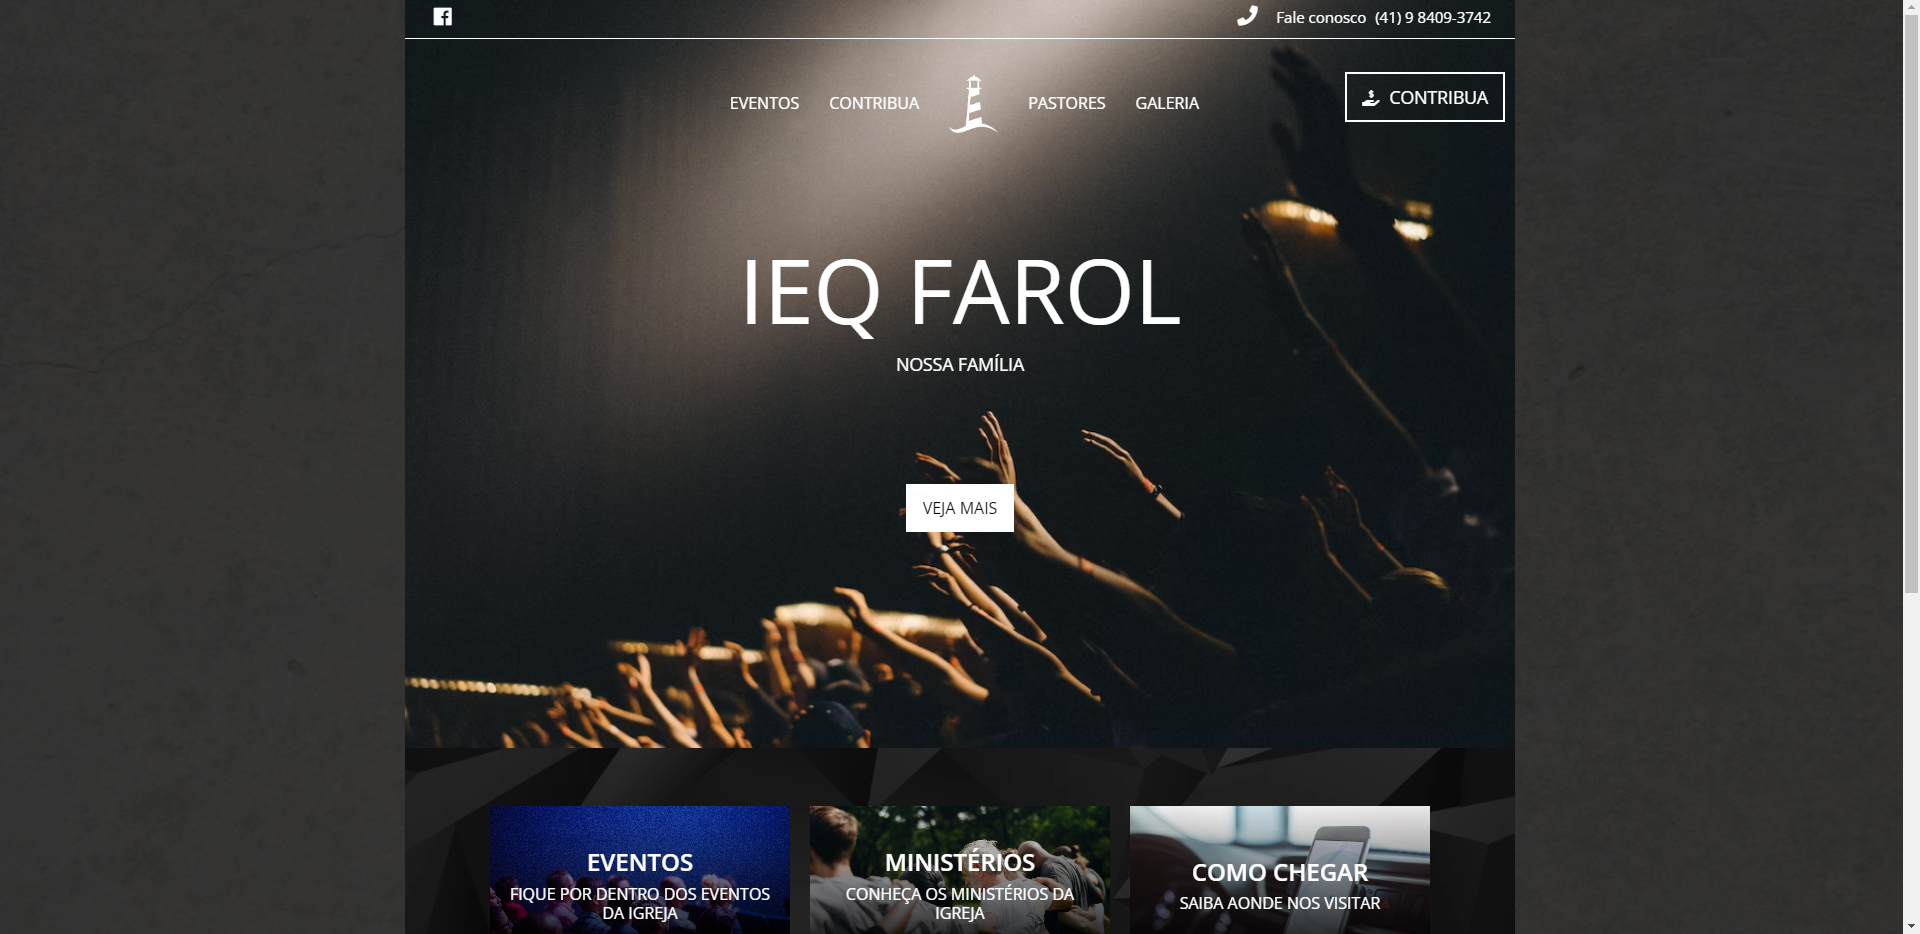 Fale conosco (41) 9 8409-3742
EVENTOS CONTRIBUA PASTORES GALERIA
CONTRIBUA
IEQ FAROL
NOSSA FAMÍLIA
VEJA MAIS
EVENTOS
FIQUE POR DENTRO DOS EVENTOS
DA IGREJA
MINISTÉRIOS
CONHEÇA OS MINISTÉRIOS DA
IGREJA
COMO CHEGAR
SAIBA AONDE NOS VISITAR